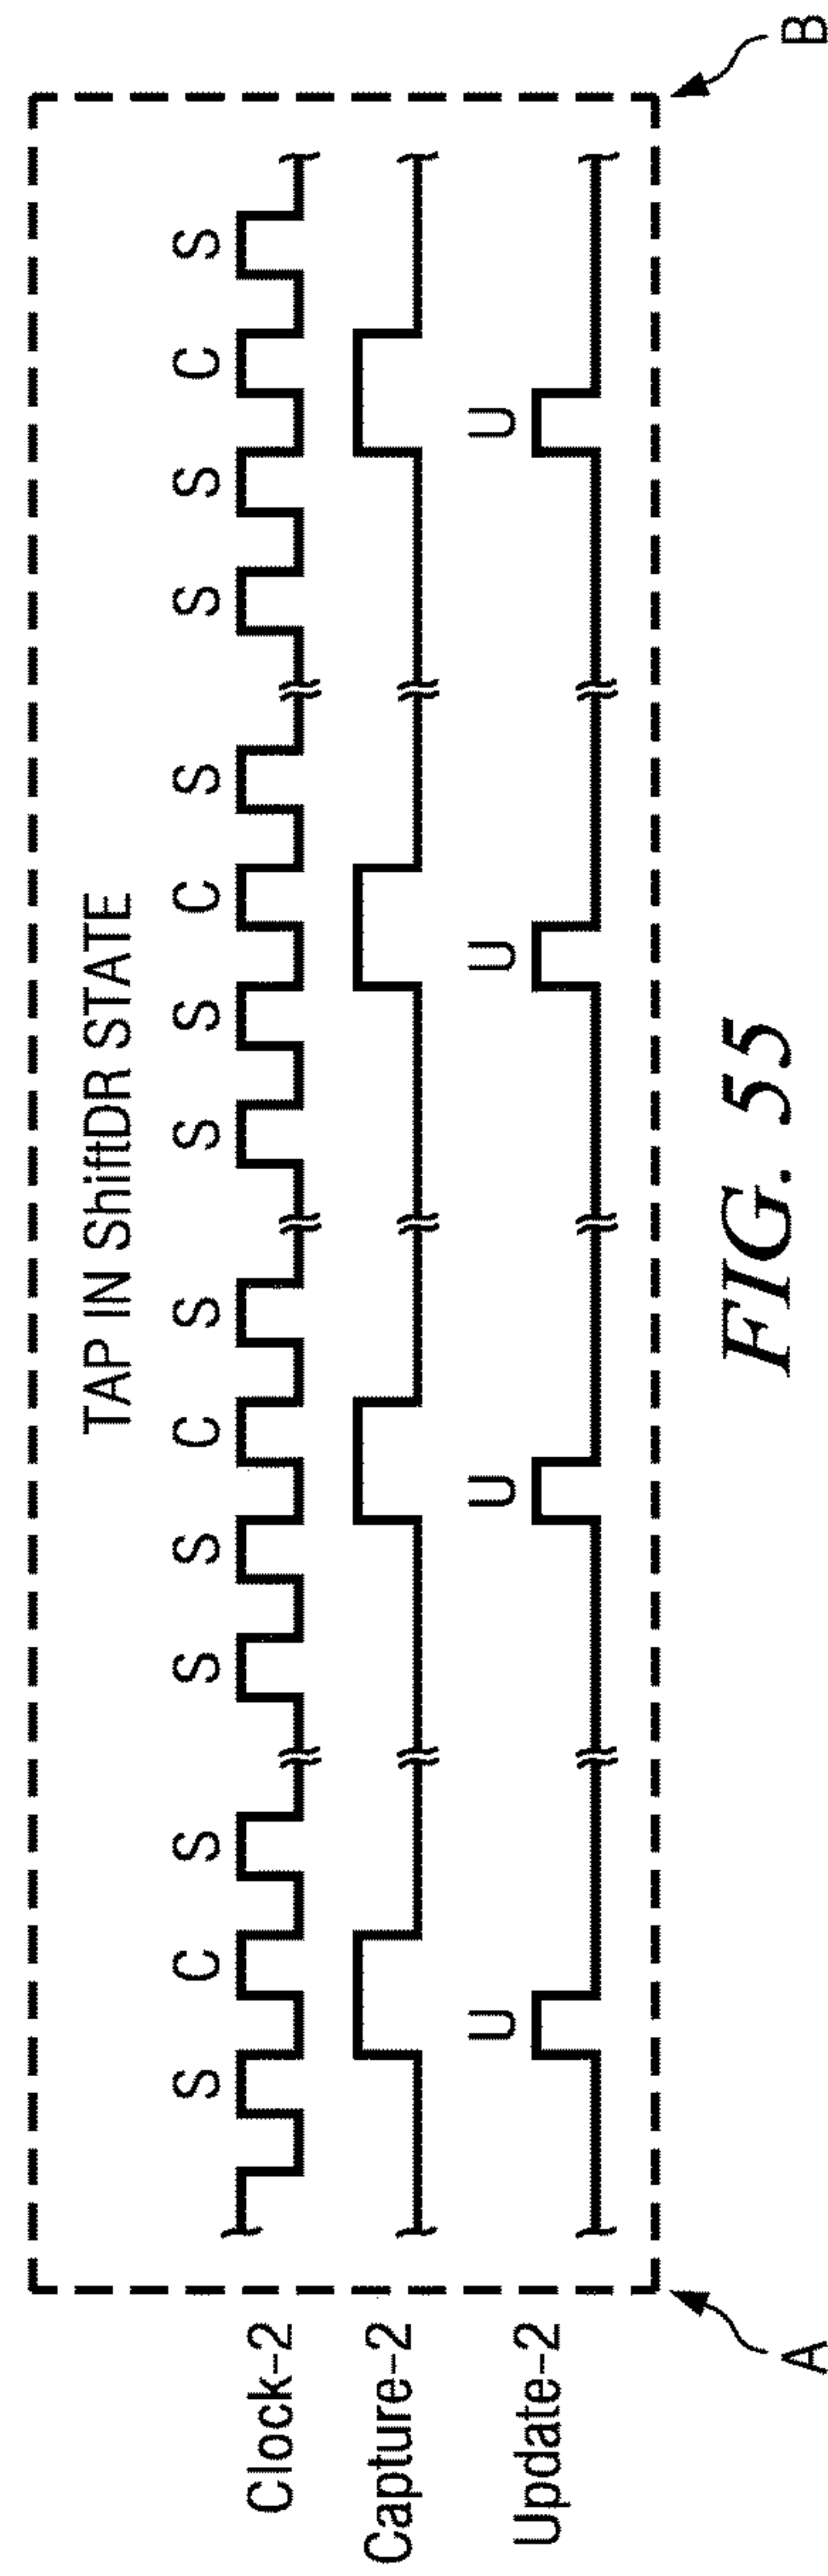 TAP IN ShiftDR STATE
S C S S S C S S S C S S S C S
Clock-2
Capture-2
U U U U
Update-2
A
B
FIG. 55